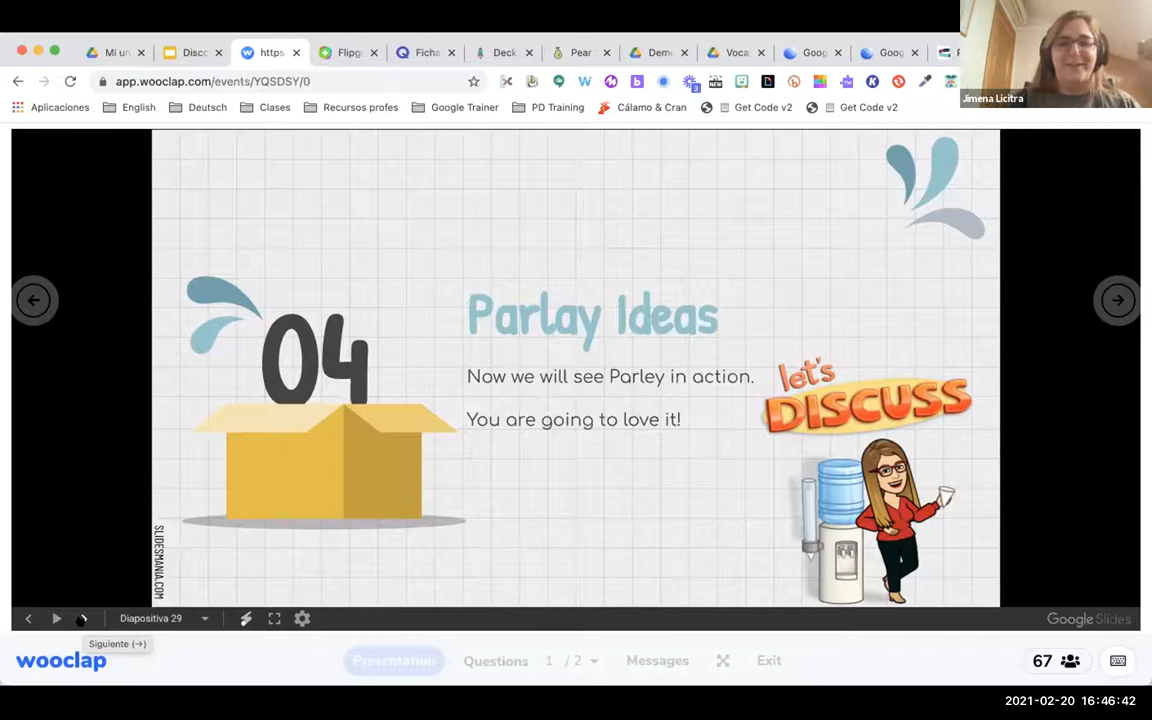 Mi un
Disco
https
Flipg
Ficha
Deck
Pear
Demo
Voca
Goog
Goog
app.wooclap.com/events/YQSDSY/0
Aplicaciones
English
Deutsch
Clases
Recursos profes
Google Trainer
PD Training
Cálamo & Cran
Get Code v2
Get Code v2
Jimena Licitra
04
Parlay Ideas
Now we will see Parley in action.
You are going to love it!
let's
DISCUSS
SLIDESMANIA.COM
Diapositiva 29
Google Slides
Siguiente (→)
wooclap
Presentation
Questions
1 / 2
Messages
Exit
67
2021-02-20 16:46:42